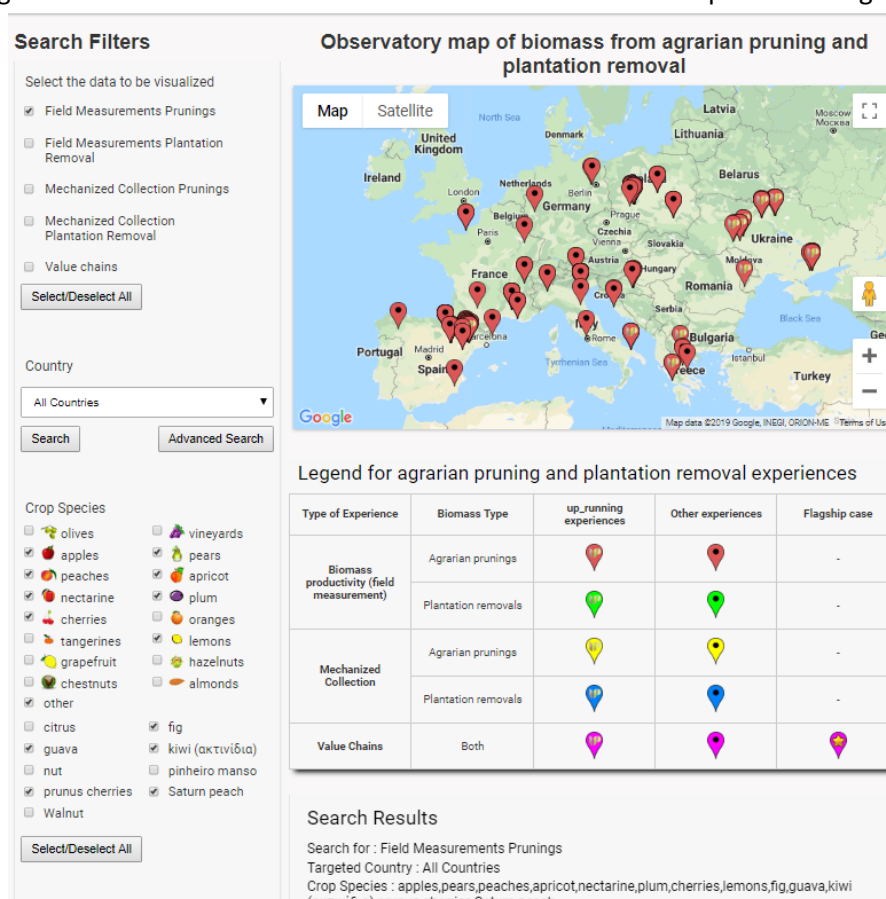 Search Filters
Select the data to be visualized
Field Measurements Prunings
Field Measurements Plantation
Removal
Mechanized Collection Prunings
Mechanized Collection
Plantation Removal
Value chains
Select/Deselect All
Country
All Countries
Search
Advanced Search
Crop Species
olives
vineyards
apples
pears
peaches
apricot
nectarine
plum
cherries
oranges
tangerines
lemons
grapefruit
hazelnuts
chestnuts
almonds
other
citrus
fig
guava
kiwi (ακτινίδια)
nut
pinheiro manso
prunus cherries
Saturn peach
Walnut
Select/Deselect All
Observatory map of biomass from agrarian pruning and
plantation removal
Map
Satellite
North Sea
Denmark
Latvia
Moscow
Москва
Lithuania
United
Kingdom
Ireland
London
Netherlands
Berlin
Belarus
Germany
Prague
Paris
Czechia
Vienna
Slovakia
Ukraine
Austria
Hungary
Moldova
France
Romania
Serbia
Black Sea
Rome
Bulgaria
Istanbul
Portugal
Madrid
Spain
Tyrrhenian Sea
Turkey
Google
Map data ©2019 Google, INEGI, ORION-ME
Legend for agrarian pruning and plantation removal experiences
Type of Experience
Biomass Type
up_running
experiences
Other experiences
Flagship case
Biomass
productivity (field
measurement)
Agrarian prunings
-
Plantation removals
-
Mechanized
Collection
Agrarian prunings
-
Plantation removals
-
Value Chains
Both
Search Results
Search for : Field Measurements Prunings
Targeted Country : All Countries
Crop Species : apples,pears,peaches,apricot,nectarine,plum,cherries,lemons,fig,guava,kiwi